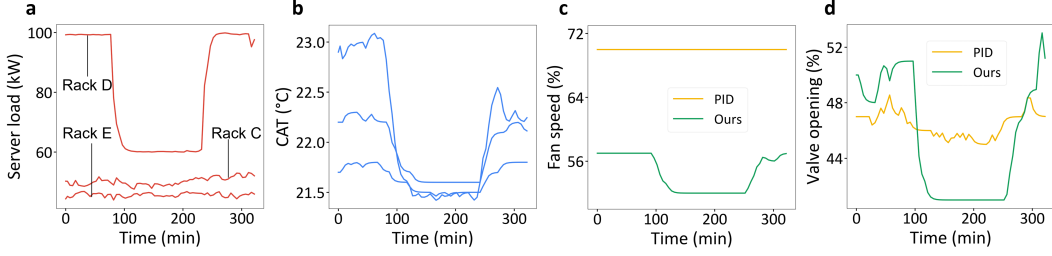 a
Server load (kW)
100
80
60
Rack D
Rack E
Rack C
0
100
200
300
Time (min)
b
CAT (°C)
23.0
22.5
22.0
21.5
0
100
200
300
Time (min)
c
Fan speed (%)
72
64
56
PID
Ours
0
100
200
300
Time (min)
d
Valve opening (%)
52
48
44
PID
Ours
0
100
200
300
Time (min)